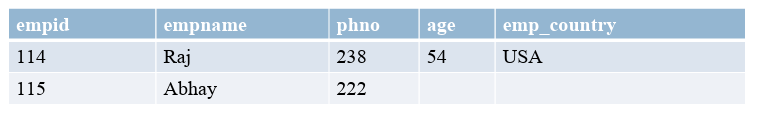 empid empname phno age emp_country
114 Raj 238 54 USA
115 Abhay 222